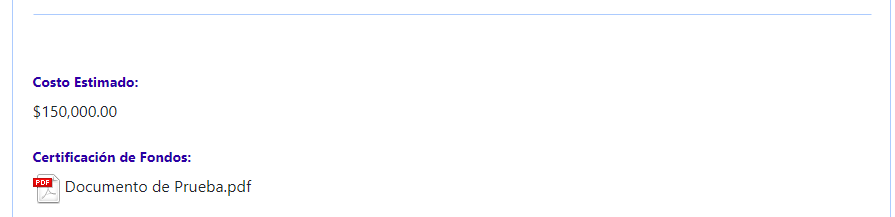 Costo Estimado:
$150,000.00
Certificación de Fondos:
PDF Documento de Prueba.pdf